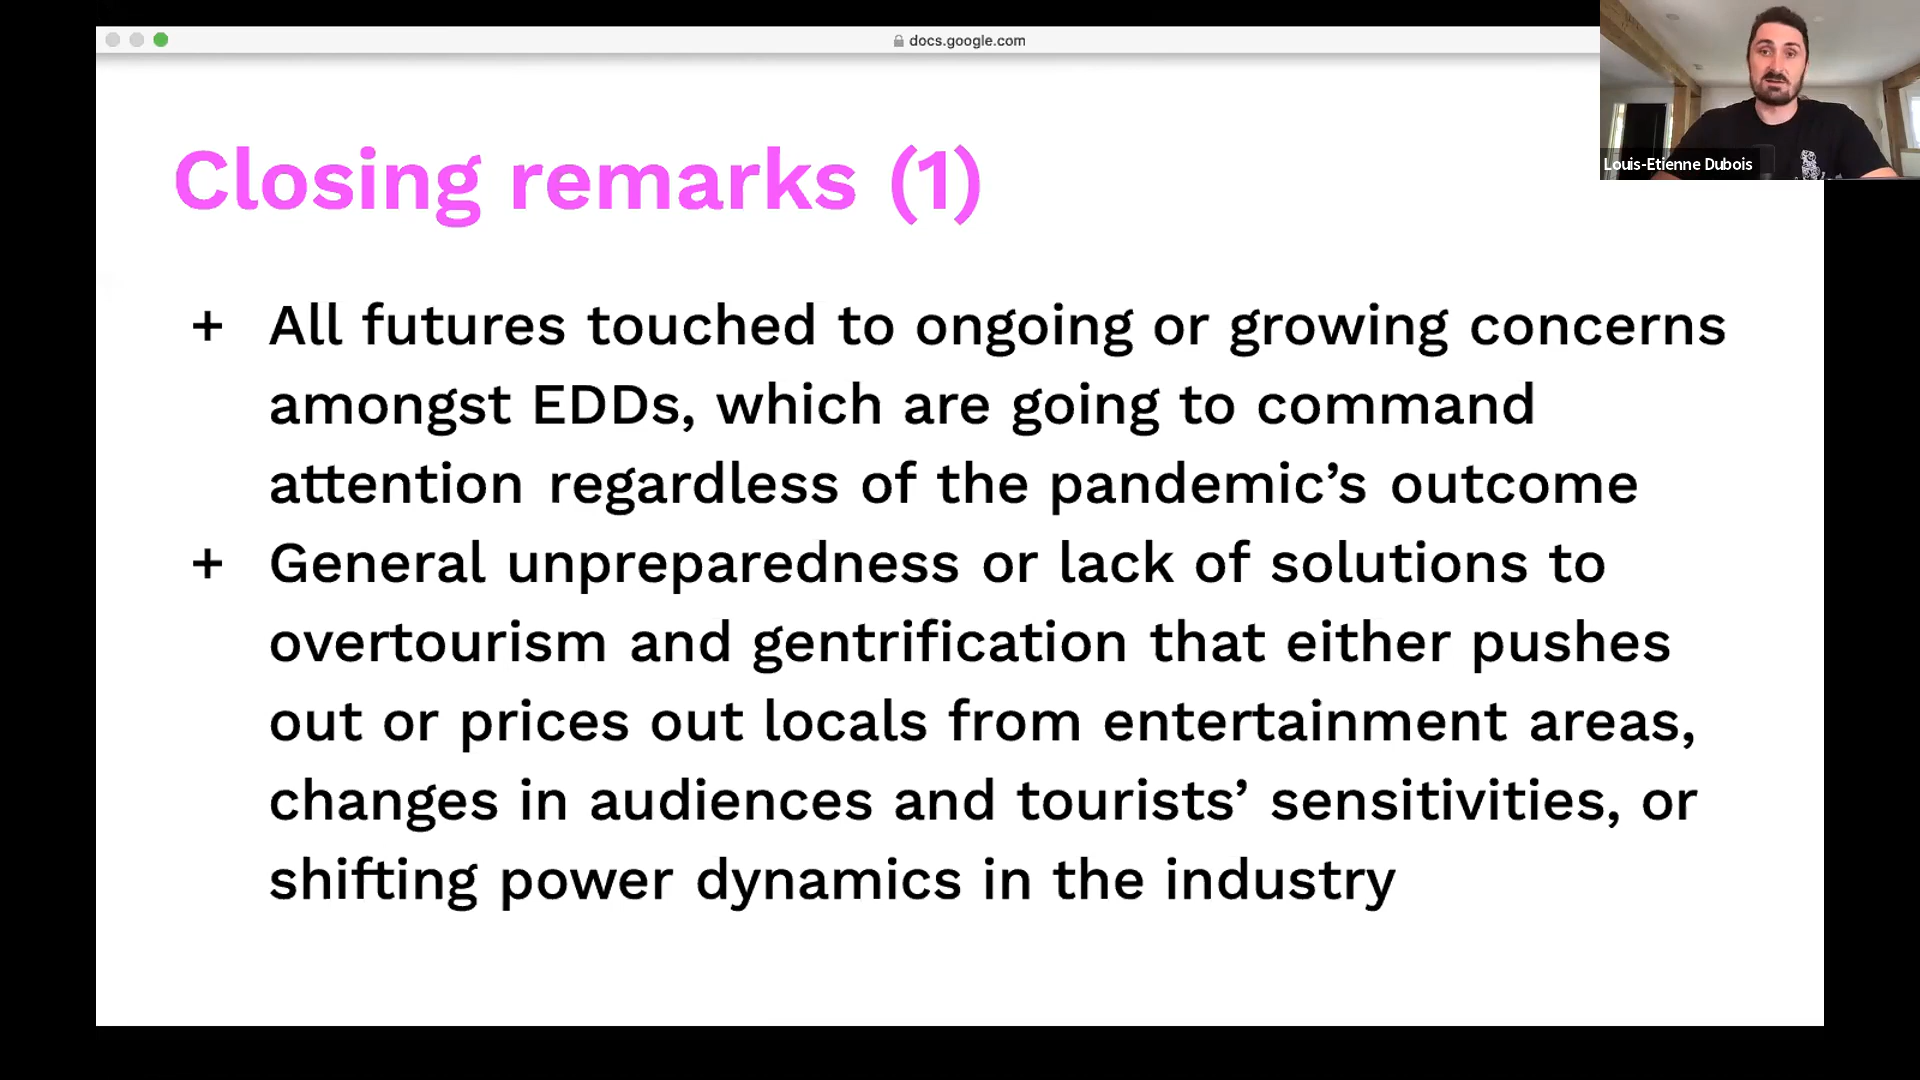 docs.google.com
Louis-Etienne Dubois
Closing remarks (1)
+ All futures touched to ongoing or growing concerns
amongst EDDs, which are going to command
attention regardless of the pandemic’s outcome
+ General unpreparedness or lack of solutions to
overtourism and gentrification that either pushes
out or prices out locals from entertainment areas,
changes in audiences and tourists’ sensitivities, or
shifting power dynamics in the industry